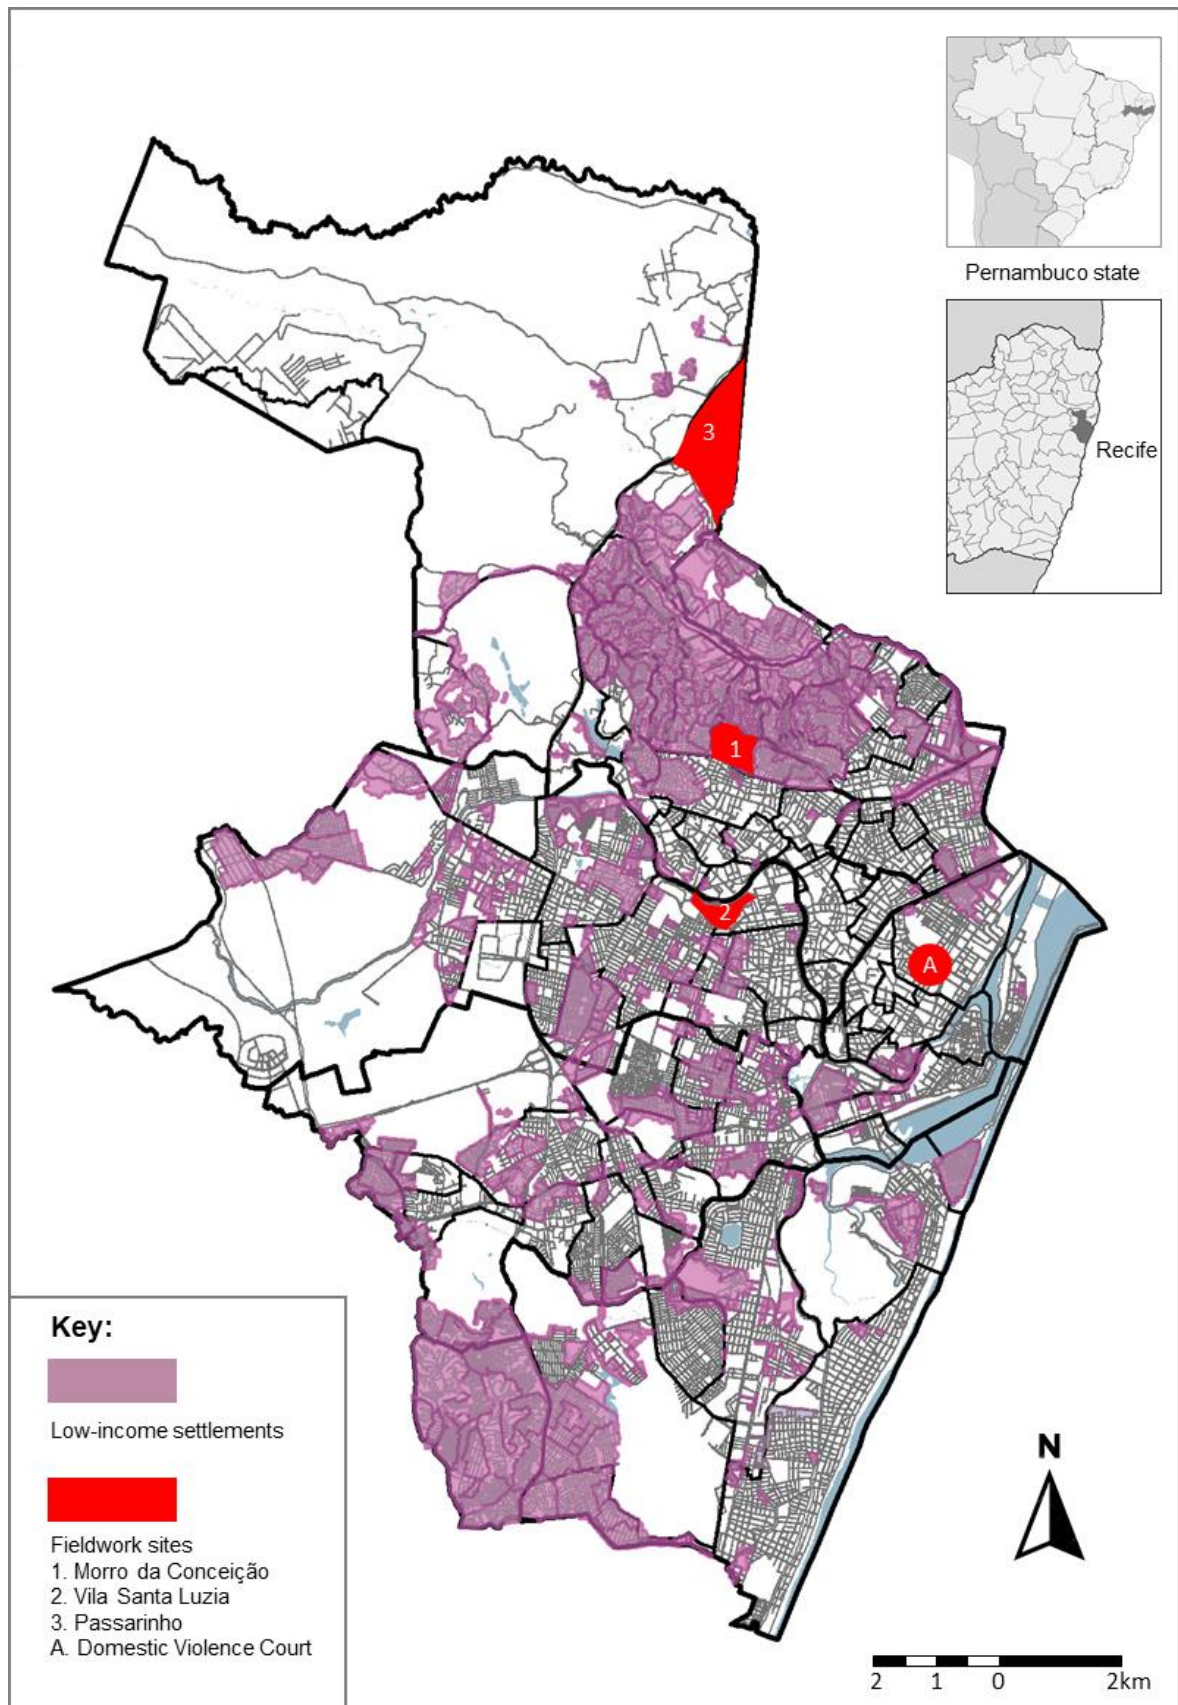 Pernambuco state
Recife
3
1
2
A
Key:
Low-income settlements
Fieldwork sites
1. Morro da Conceição
2. Vila Santa Luzia
3. Passarinho
A. Domestic Violence Court
N
2 1 0 2km